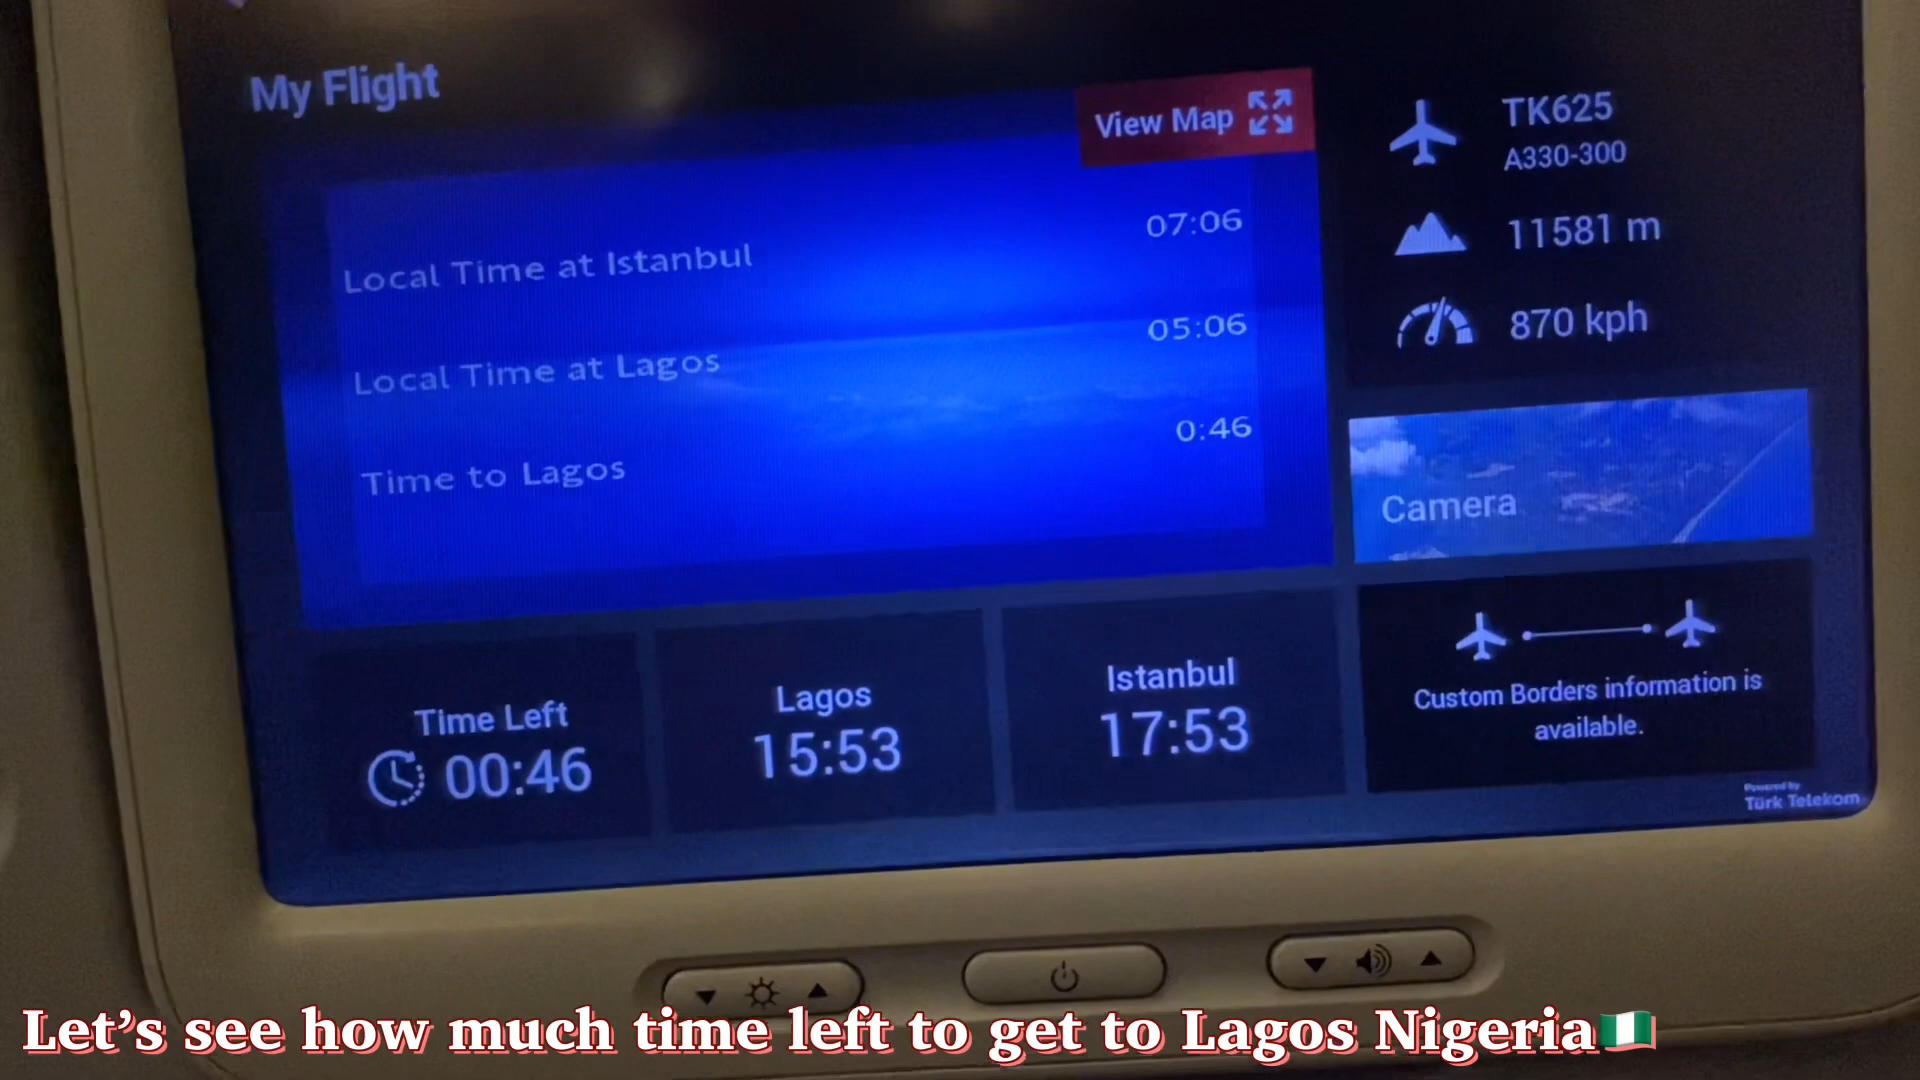 My Flight
View Map
Local Time at Istanbul 07:06
Local Time at Lagos 05:06
Time to Lagos 0:46
TK625
A330-300
11581 m
870 kph
Camera
Time Left
00:46
Lagos
15:53
Istanbul
17:53
Custom Borders information is
available.
Powered by
Türk Telekom
Let’s see how much time left to get to Lagos Nigeria🇳🇬